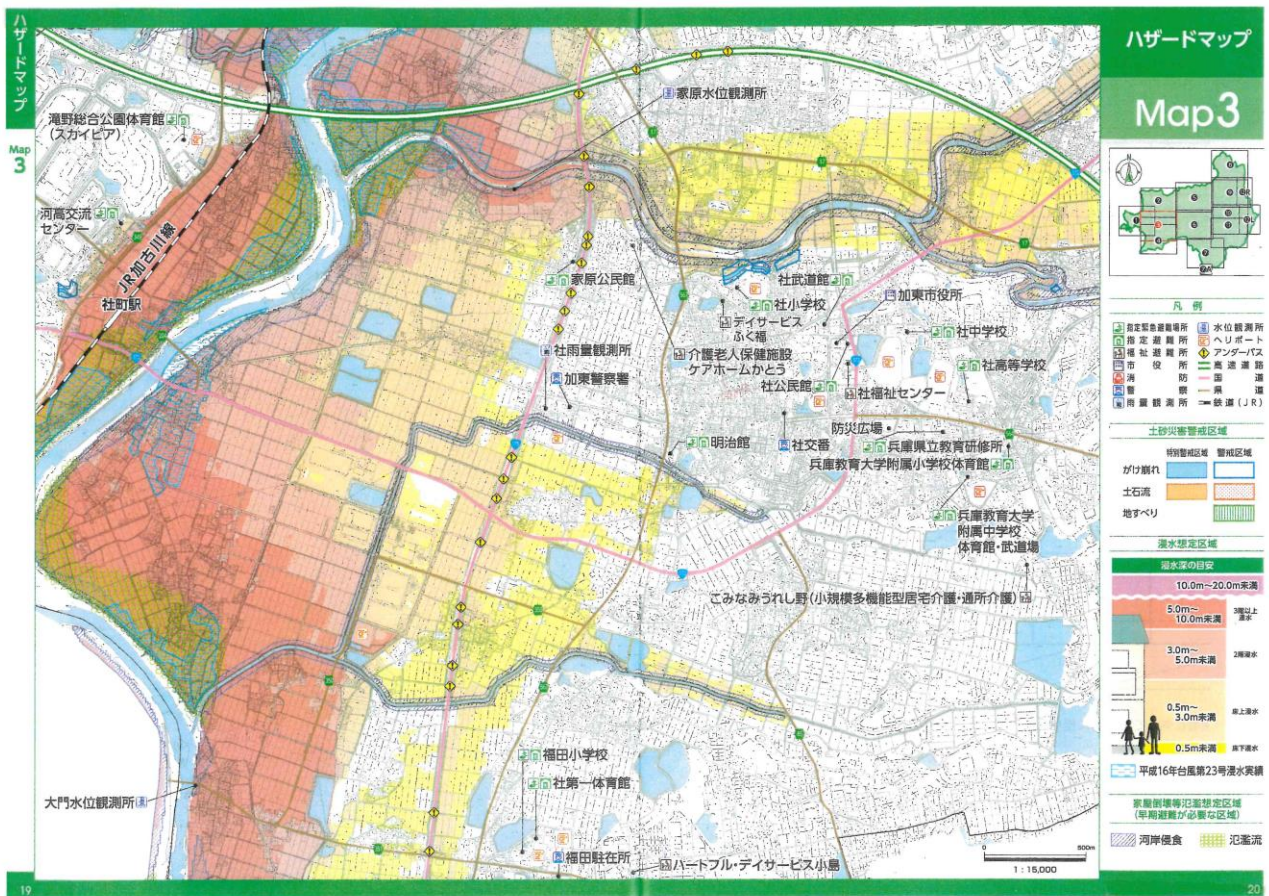 ハザードマップ
Map
3
ハザードマップ
Map3
滝野総合公園体育館
(スカイピア)
家原水位観測所
河高交流
センター
JR加古川線
社町駅
家原公民館
社武道館
社小学校
加東市役所
デイサービス
ふく福
社中学校
社雨量観測所
介護老人保健施設
ケアホームかとう
社高等学校
加東警察署
社公民館
社福祉センター
明治館
社交番
防災広場
兵庫県立教育研修所
兵庫教育大学附属小学校体育館
兵庫教育大学
附属中学校
体育館・武道場
こみなみうれし野(小規模多機能型居宅介護・通所介護)
福田小学校
社第一体育館
大門水位観測所
福田駐在所
ハートフル・デイサービス小島
500m
1:15,000
凡例
指定緊急避難場所
指定避難所
福祉避難所
市役所
消防
警察
雨量観測所
水位観測所
ヘリポート
アンダーパス
高速道路
国道
県道
鉄道(JR)
土砂災害警戒区域
特別警戒区域 警戒区域
がけ崩れ
土石流
地すべり
浸水想定区域
浸水深の目安
10.0m~20.0m未満
5.0m~
10.0m未満
3階以上
浸水
3.0m~
5.0m未満
2階浸水
0.5m~
3.0m未満
床上浸水
0.5m未満
床下浸水
平成16年台風第23号浸水実績
家屋倒壊等氾濫想定区域
(早期避難が必要な区域)
河岸侵食
氾濫流
19
20